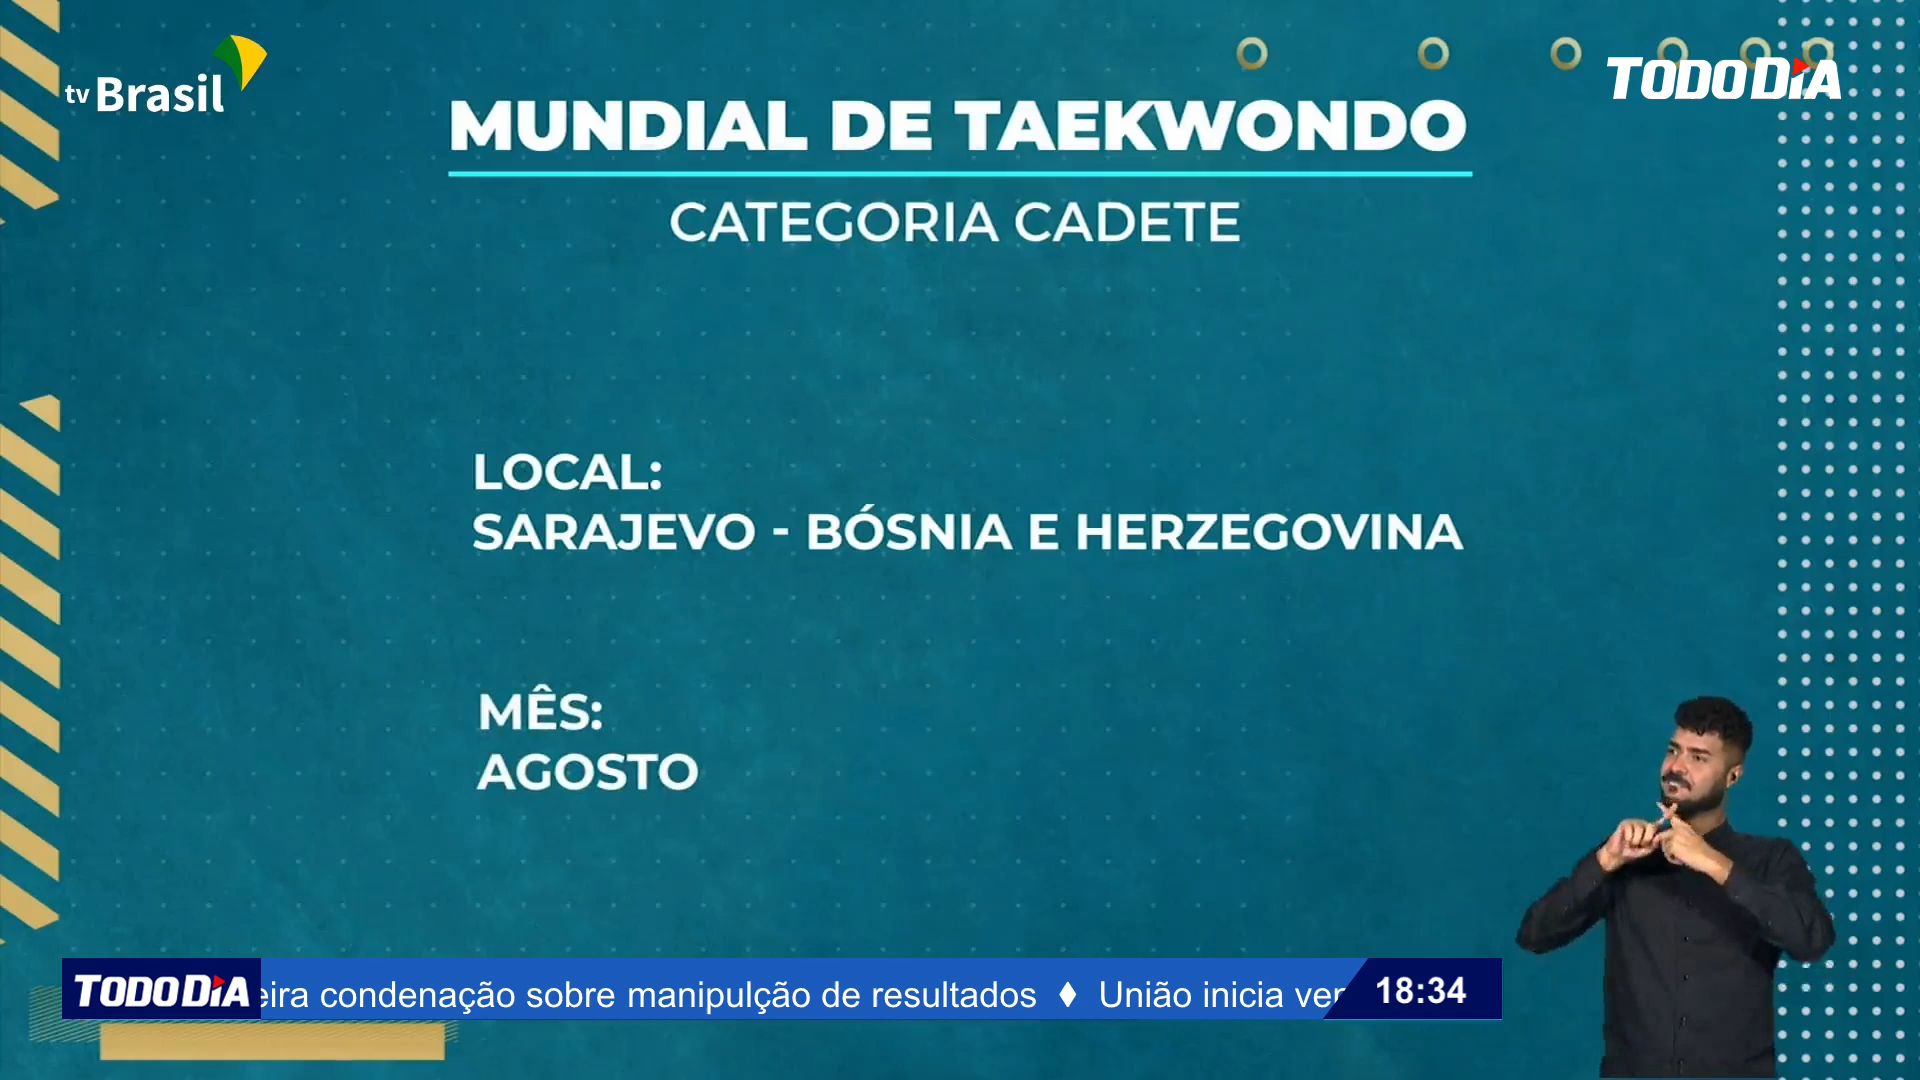 tv Brasil
TODO DIA
MUNDIAL DE TAEKWONDO
CATEGORIA CADETE
LOCAL:
SARAJEVO - BÓSNIA E HERZEGOVINA
MÊS:
AGOSTO
TODO DIA
eira condenação sobre manipulção de resultados ♦ União inicia
18:34